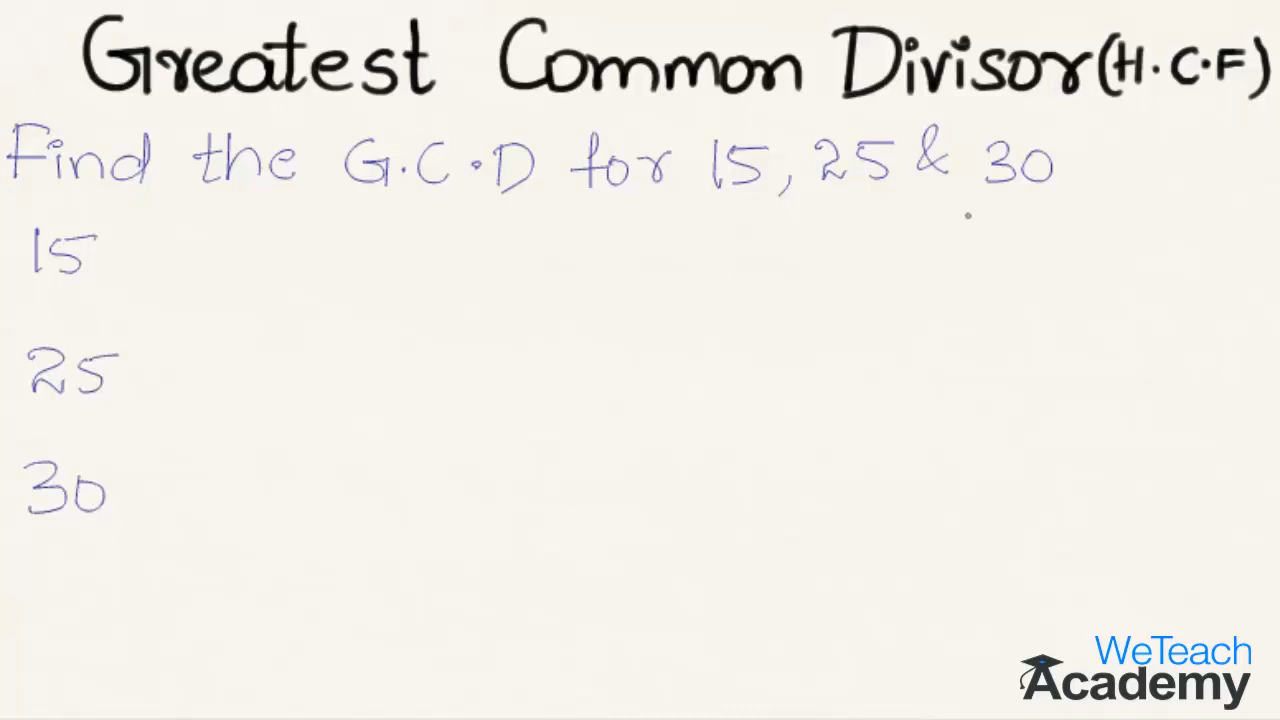 Greatest Common Divisor(H.C.F)
Find the G.C.D for 15, 25 & 30
15
25
30
WeTeach
Academy